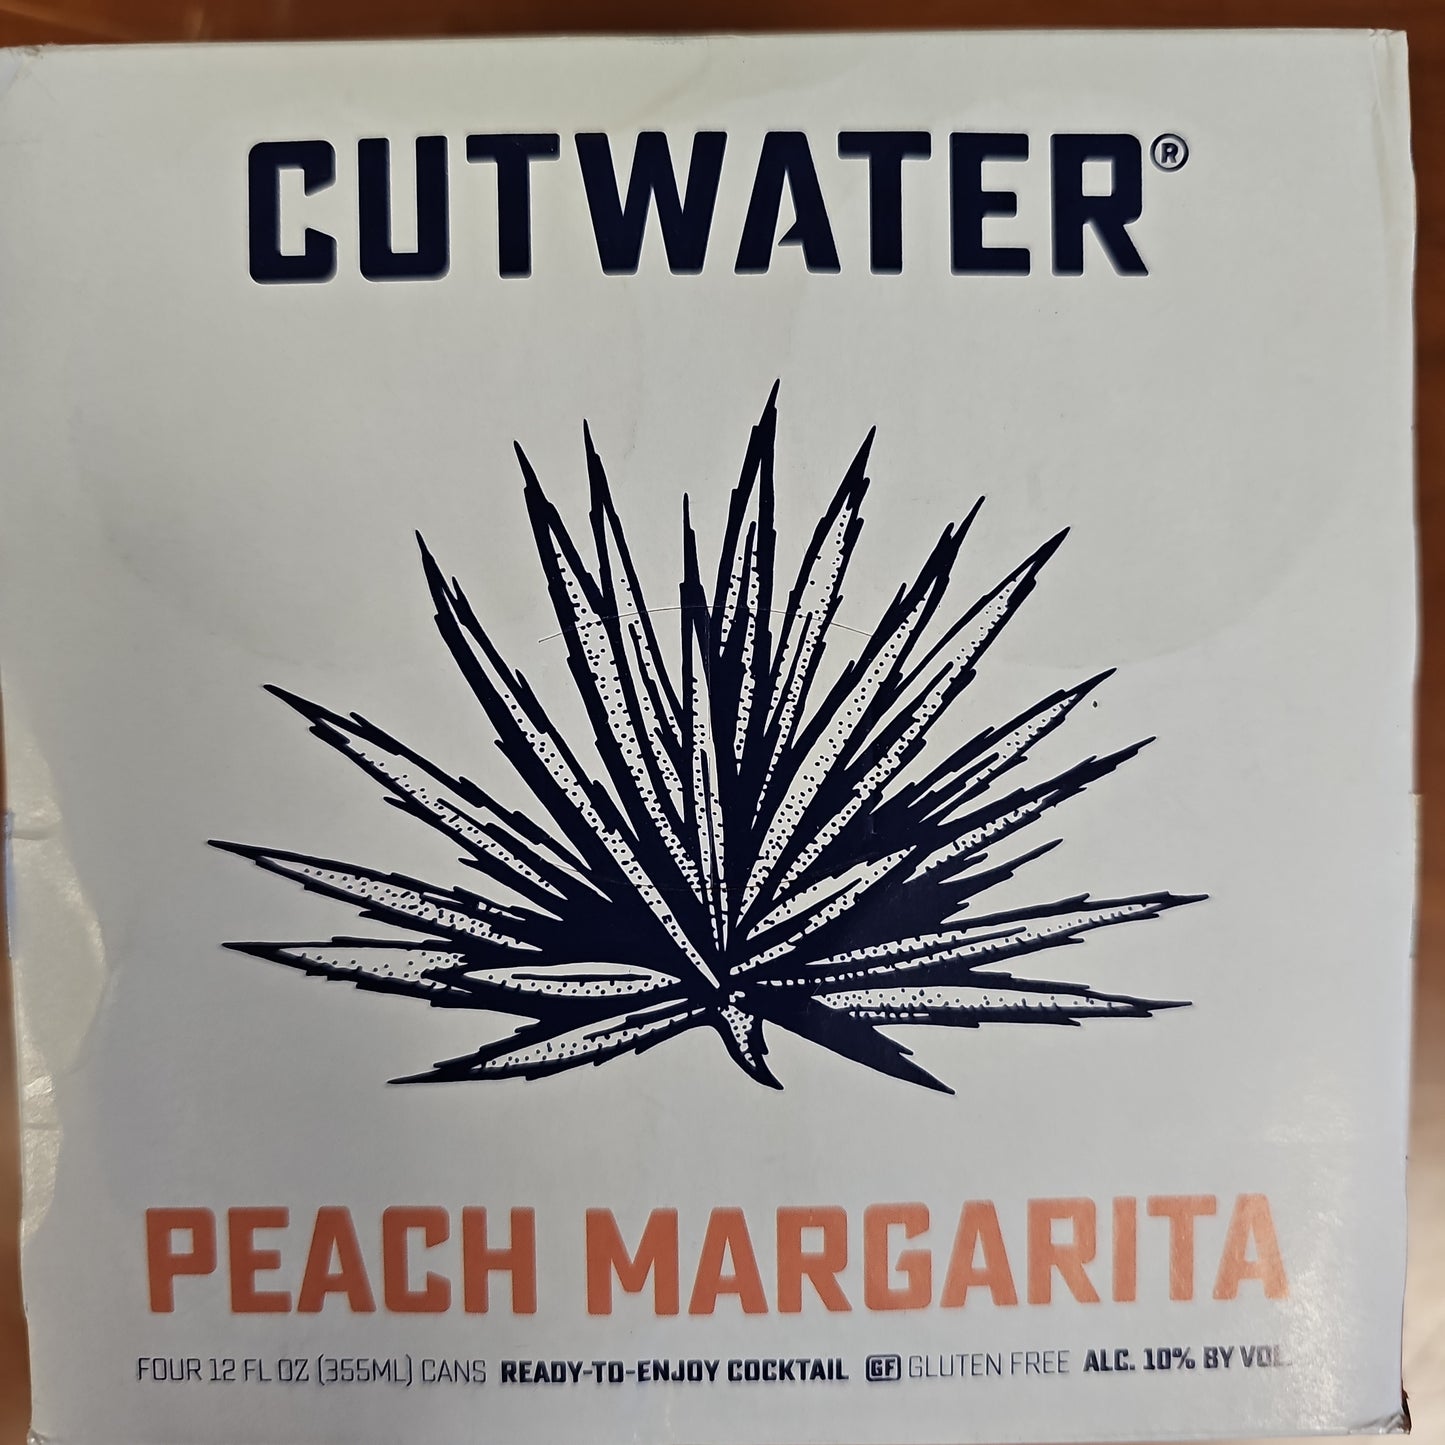 CUTWATER®
PEACH MARGARITA
FOUR 12 FL OZ (355ML) CANS READY-TO-ENJOY COCKTAIL GF GLUTEN FREE ALC. 10% BY VOL.